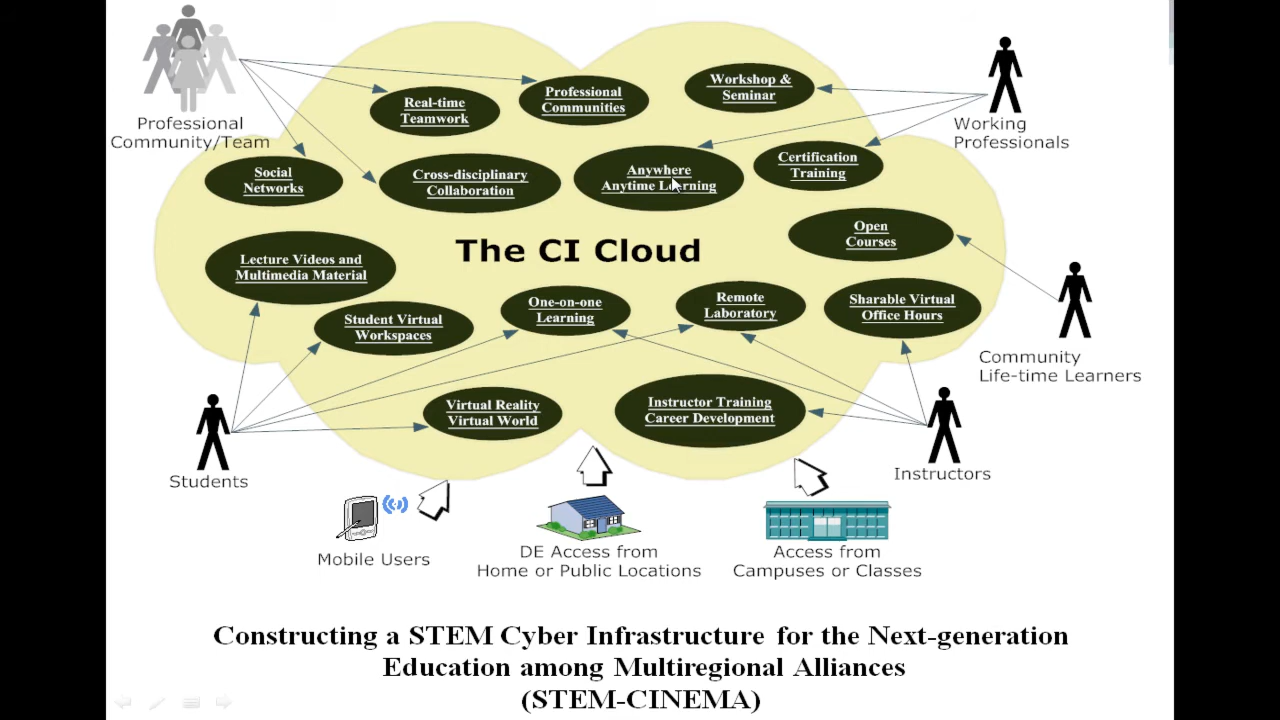 Professional
Community/Team
Real-time
Teamwork
Professional
Communities
Workshop &
Seminar
Working
Professionals
Social
Networks
Cross-disciplinary
Collaboration
Anywhere
Anytime Learning
Certification
Training
The CI Cloud
Open
Courses
Lecture Videos and
Multimedia Material
Student Virtual
Workspaces
One-on-one
Learning
Remote
Laboratory
Sharable Virtual
Office Hours
Community
Life-time Learners
Virtual Reality
Virtual World
Instructor Training
Career Development
Students
Instructors
Mobile Users
DE Access from
Home or Public Locations
Access from
Campuses or Classes
Constructing a STEM Cyber Infrastructure for the Next-generation
Education among Multiregional Alliances
(STEM-CINEMA)